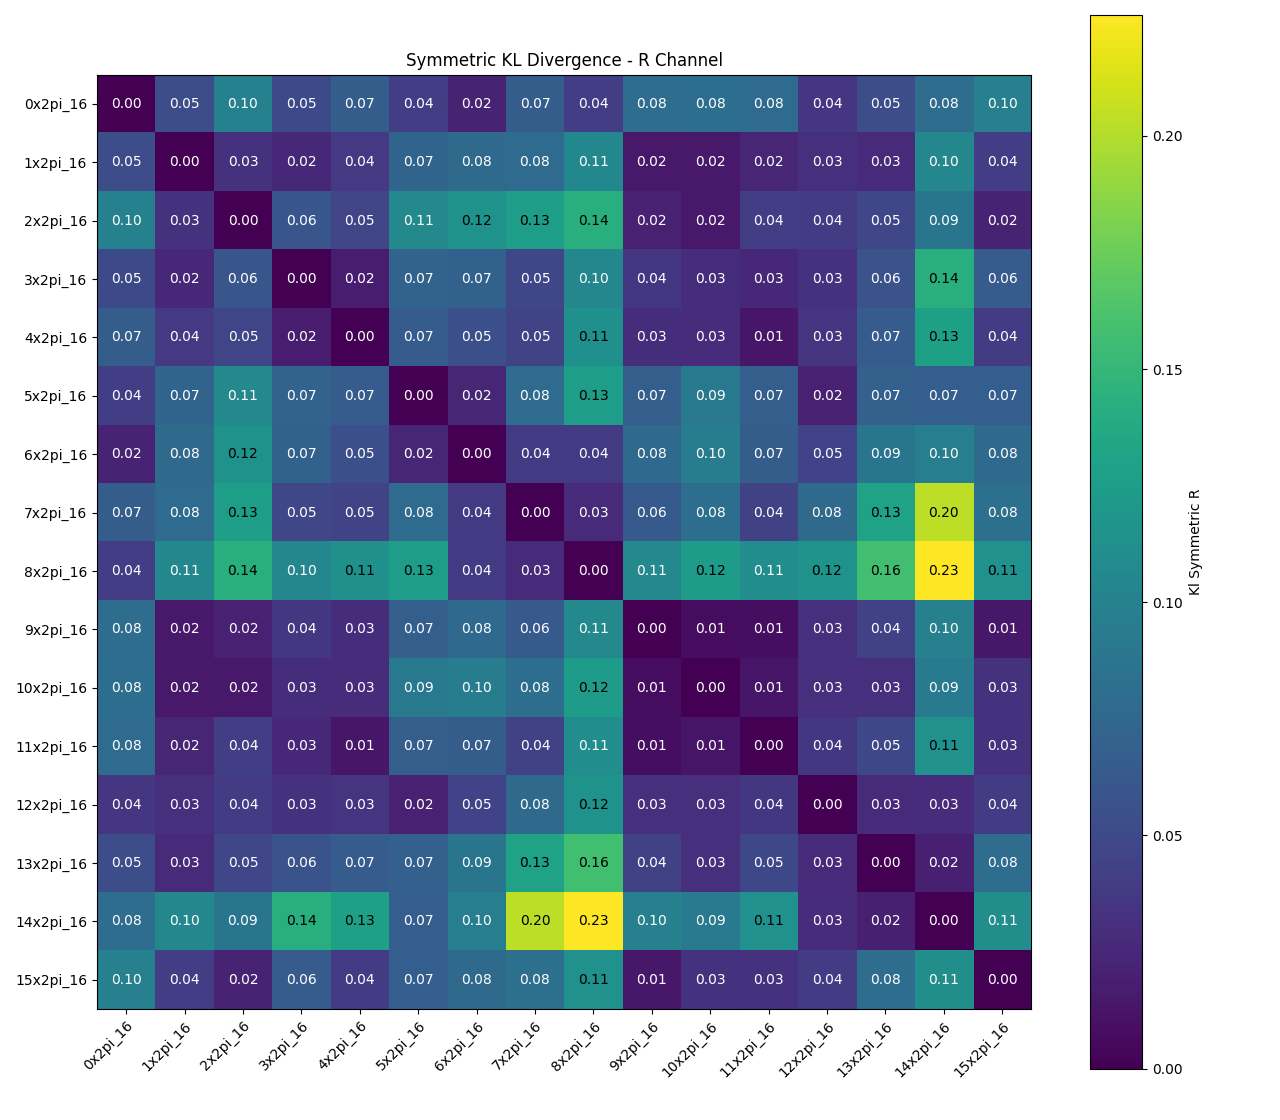 Symmetric KL Divergence - R Channel
0x2pi_16 0.00 0.05 0.10 0.05 0.07 0.04 0.02 0.07 0.04 0.08 0.08 0.08 0.04 0.05 0.08 0.10
1x2pi_16 0.05 0.00 0.03 0.02 0.04 0.07 0.08 0.08 0.11 0.02 0.02 0.02 0.03 0.03 0.10 0.04
2x2pi_16 0.10 0.03 0.00 0.06 0.05 0.11 0.12 0.13 0.14 0.02 0.02 0.04 0.04 0.05 0.09 0.02
3x2pi_16 0.05 0.02 0.06 0.00 0.02 0.07 0.07 0.05 0.10 0.04 0.03 0.03 0.03 0.06 0.14 0.06
4x2pi_16 0.07 0.04 0.05 0.02 0.00 0.07 0.05 0.05 0.11 0.03 0.03 0.01 0.03 0.07 0.13 0.04
5x2pi_16 0.04 0.07 0.11 0.07 0.07 0.00 0.02 0.08 0.13 0.07 0.09 0.07 0.02 0.07 0.07 0.07
6x2pi_16 0.02 0.08 0.12 0.07 0.05 0.02 0.00 0.04 0.04 0.08 0.10 0.07 0.05 0.09 0.10 0.08
7x2pi_16 0.07 0.08 0.13 0.05 0.05 0.08 0.04 0.00 0.03 0.06 0.08 0.04 0.08 0.13 0.20 0.08
8x2pi_16 0.04 0.11 0.14 0.10 0.11 0.13 0.04 0.03 0.00 0.11 0.12 0.11 0.12 0.16 0.23 0.11
9x2pi_16 0.08 0.02 0.02 0.04 0.03 0.07 0.08 0.06 0.11 0.00 0.01 0.01 0.03 0.04 0.10 0.01
10x2pi_16 0.08 0.02 0.02 0.03 0.03 0.09 0.10 0.08 0.12 0.01 0.00 0.01 0.03 0.03 0.09 0.03
11x2pi_16 0.08 0.02 0.04 0.03 0.01 0.07 0.07 0.04 0.11 0.01 0.01 0.00 0.04 0.05 0.11 0.03
12x2pi_16 0.04 0.03 0.04 0.03 0.03 0.02 0.05 0.08 0.12 0.03 0.03 0.04 0.00 0.03 0.03 0.04
13x2pi_16 0.05 0.03 0.05 0.06 0.07 0.07 0.09 0.13 0.16 0.04 0.03 0.05 0.03 0.00 0.02 0.08
14x2pi_16 0.08 0.10 0.09 0.14 0.13 0.07 0.10 0.20 0.23 0.10 0.09 0.11 0.03 0.02 0.00 0.11
15x2pi_16 0.10 0.04 0.02 0.06 0.04 0.07 0.08 0.08 0.11 0.01 0.03 0.03 0.04 0.08 0.11 0.00
0x2pi_16 1x2pi_16 2x2pi_16 3x2pi_16 4x2pi_16 5x2pi_16 6x2pi_16 7x2pi_16 8x2pi_16 9x2pi_16 10x2pi_16 11x2pi_16 12x2pi_16 13x2pi_16 14x2pi_16 15x2pi_16
0.20
0.15
0.10
0.05
0.00
Kl Symmetric R